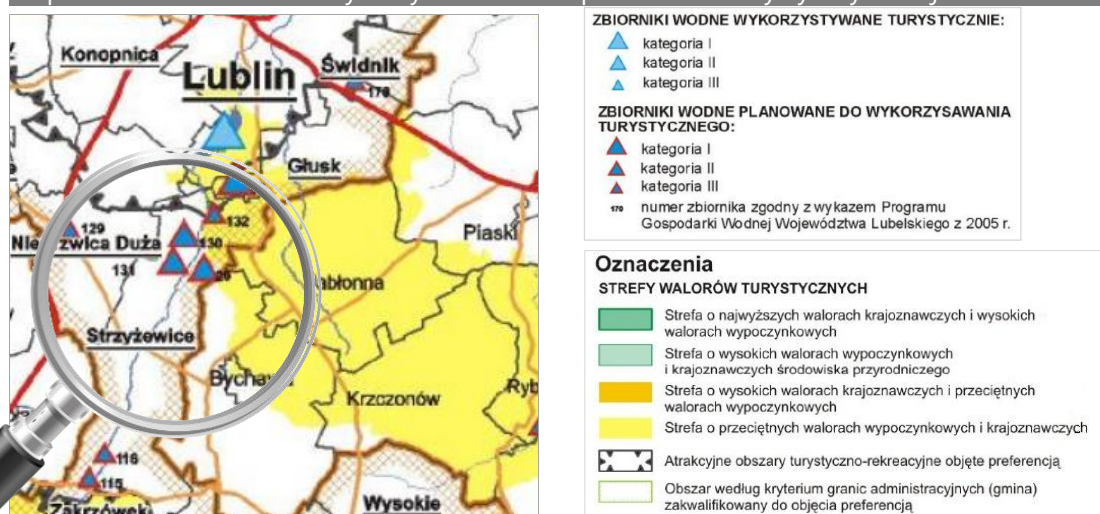 Konopnica
Lublin
Świdnik
170
Głusk
132
129
Nie zwica Duża
130
Piaski
131
29
abłonna
Strzyżewice
Bychawa
Krzczonów
Ryb
116
115
Zakrzówek
Wysokie
ZBIORNIKI WODNE WYKORZYSTYWANE TURYSTYCZNIE:
kategoria I
kategoria II
kategoria III
ZBIORNIKI WODNE PLANOWANE DO WYKORZYSAWANIA
TURYSTYCZNEGO:
kategoria I
kategoria II
kategoria III
170 numer zbiornika zgodny z wykazem Programu
Gospodarki Wodnej Województwa Lubelskiego z 2005 r.
Oznaczenia
STREFY WALORÓW TURYSTYCZNYCH
Strefa o najwyższych walorach krajoznawczych i wysokich
walorach wypoczynkowych
Strefa o wysokich walorach wypoczynkowych
i krajoznawczych środowiska przyrodniczego
Strefa o wysokich walorach krajoznawczych i przeciętnych
walorach wypoczynkowych
Strefa o przeciętnych walorach wypoczynkowych i krajoznawczych
Atrakcyjne obszary turystyczno-rekreacyjne objęte preferencją
Obszar według kryterium granic administracyjnych (gmina)
zakwalifikowany do objęcia preferencją